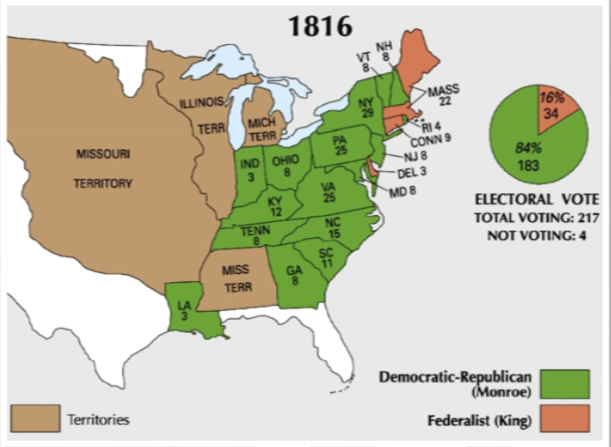 1816
NH
8
VT
8
MASS
22
NY
29
RI 4
CONN 9
NJ 8
DEL 3
MD 8
PA
25
ILLINOIS
TERR
MICH
TERR
MISSOURI
TERRITORY
IND
3
OHIO
8
VA
25
KY
12
NC
15
TENN
8
SC
11
MISS
TERR
GA
8
LA
3
16%
34
84%
183
ELECTORAL VOTE
TOTAL VOTING: 217
NOT VOTING: 4
Democratic-Republican
(Monroe)
Federalist (King)
Territories